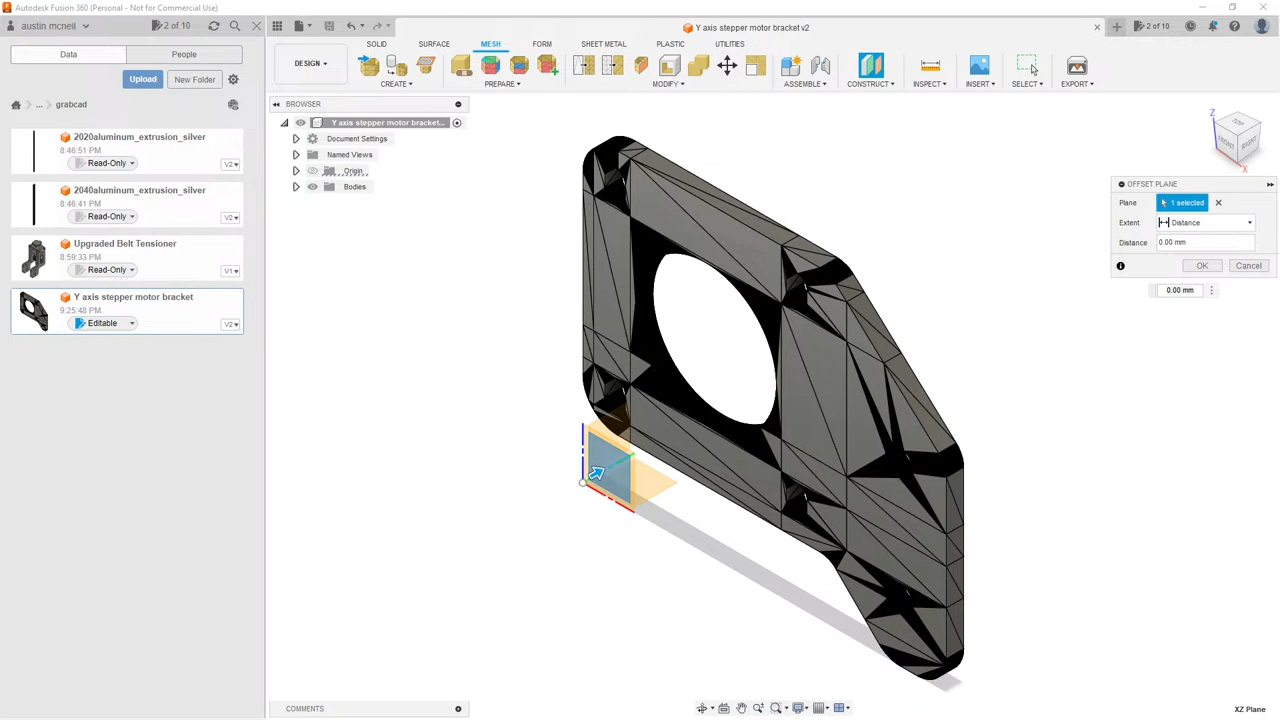 Autodesk Fusion 360 (Personal - Not for Commercial Use)
austin mcneil
2 of 10
Y axis stepper motor bracket v2
2 of 10
Data
People
Upload
New Folder
... grabcad
2020aluminum_extrusion_silver
8:46:51 PM
Read-Only
V2
2040aluminum_extrusion_silver
8:46:41 PM
Read-Only
V2
Upgraded Belt Tensioner
8:59:33 PM
Read-Only
V1
Y axis stepper motor bracket
9:25:48 PM
Editable
V2
DESIGN
SOLID
SURFACE
MESH
FORM
SHEET METAL
PLASTIC
UTILITIES
CREATE
PREPARE
MODIFY
ASSEMBLE
CONSTRUCT
INSPECT
INSERT
SELECT
EXPORT
BROWSER
Y axis stepper motor bracket...
Document Settings
Named Views
Origin
Bodies
Z
TOP
FRONT
RIGHT
X
OFFSET PLANE
Plane
1 selected
Extent
Distance
Distance
0.00 mm
OK
Cancel
0.00 mm
COMMENTS
XZ Plane